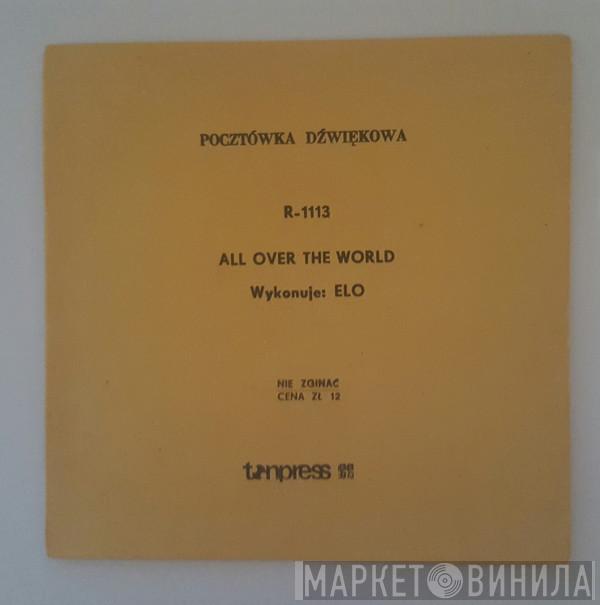 POCZTÓWKA DŹWIĘKOWA
R-1113
ALL OVER THE WORLD
Wykonuje: ELO
NIE ZGINAĆ
CENA ZŁ 12
tonpress
МАРКЕТ ВИНИЛА